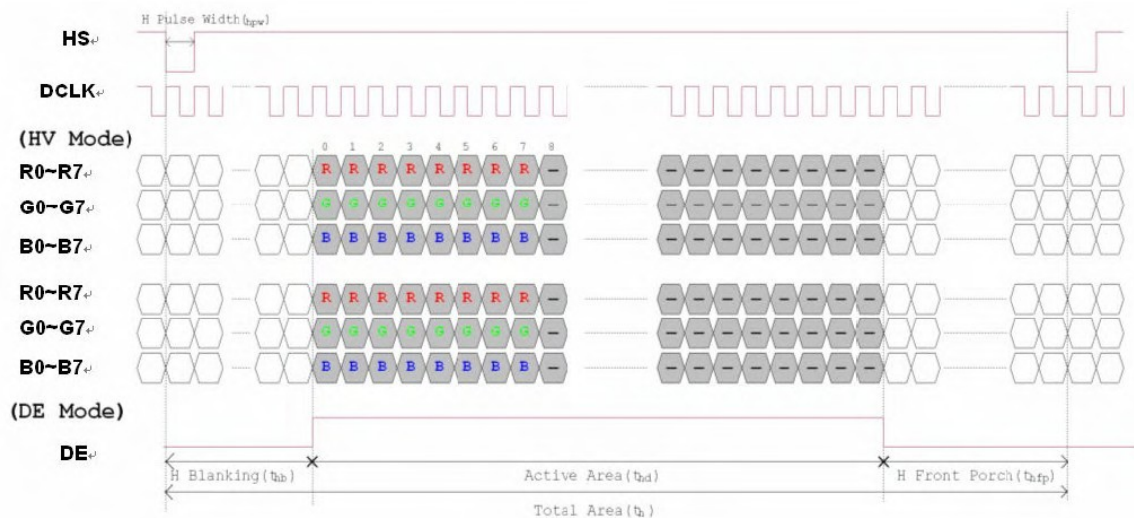 H Pulse Width(thpw)
HS
DCLK
(HV Mode)
0 1 2 3 4 5 6 7 8
R0~R7 R R R R R R R R – – – – – – – – –
G0~G7 G G G G G G G G – – – – – – – – –
B0~B7 B B B B B B B B – – – – – – – – –
R0~R7 R R R R R R R R – – – – – – – – –
G0~G7 G G G G G G G G – – – – – – – – –
B0~B7 B B B B B B B B – – – – – – – – –
(DE Mode)
DE
H Blanking(thb) Active Area(thd) H Front Porch(thfp)
Total Area(th)